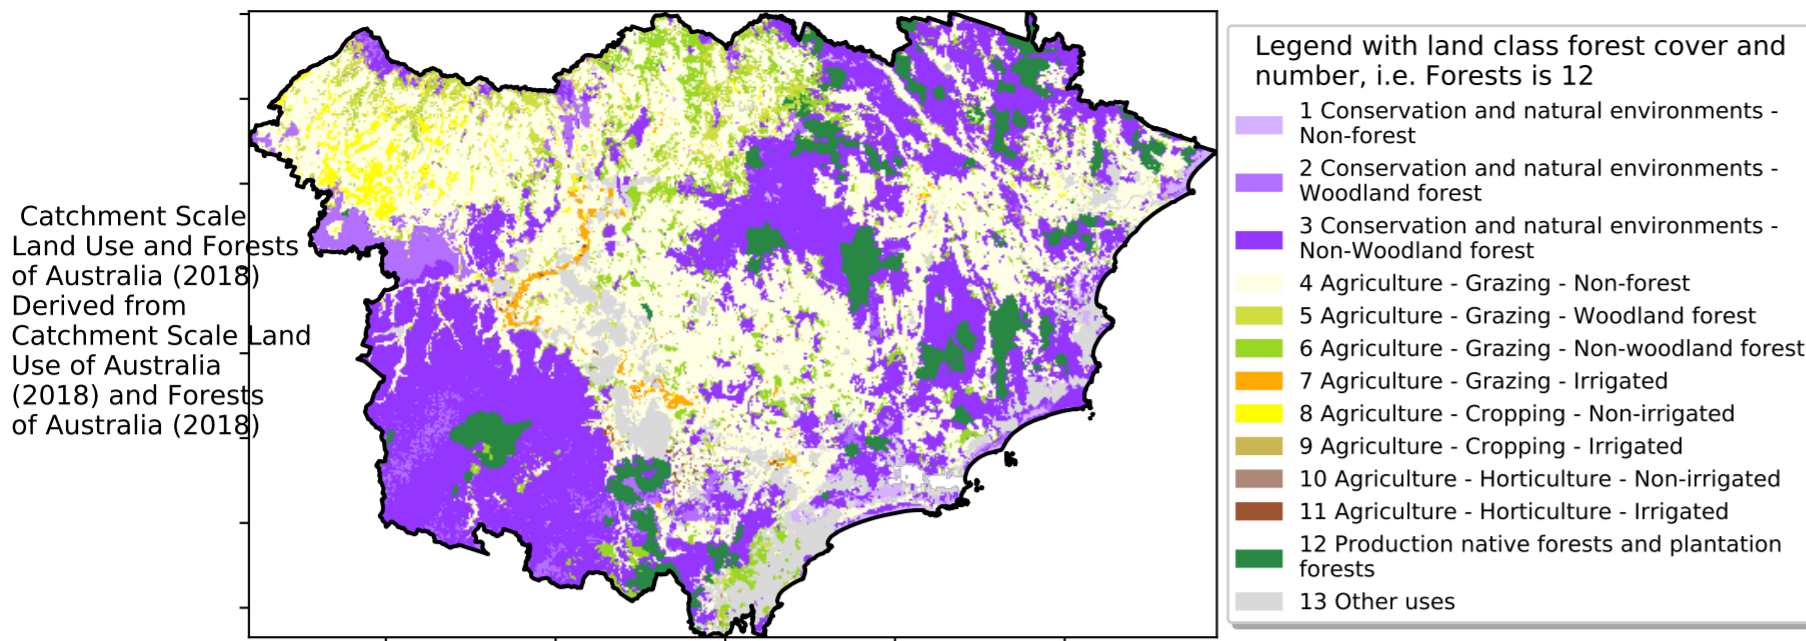 Catchment Scale
Land Use and Forests
of Australia (2018)
Derived from
Catchment Scale Land
Use of Australia
(2018) and Forests
of Australia (2018)
Legend with land class forest cover and
number, i.e. Forests is 12
1 Conservation and natural environments -
Non-forest
2 Conservation and natural environments -
Woodland forest
3 Conservation and natural environments -
Non-Woodland forest
4 Agriculture - Grazing - Non-forest
5 Agriculture - Grazing - Woodland forest
6 Agriculture - Grazing - Non-woodland forest
7 Agriculture - Grazing - Irrigated
8 Agriculture - Cropping - Non-irrigated
9 Agriculture - Cropping - Irrigated
10 Agriculture - Horticulture - Non-irrigated
11 Agriculture - Horticulture - Irrigated
12 Production native forests and plantation
forests
13 Other uses